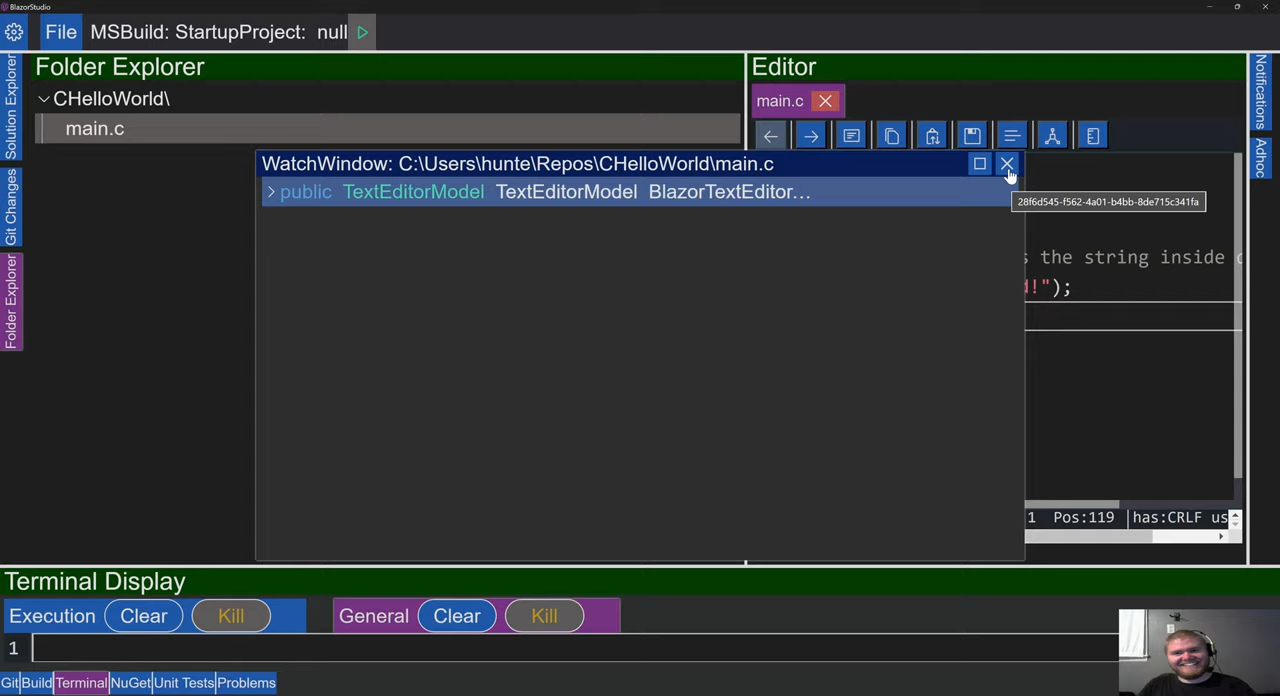 BlazorStudio
File MSBuild: StartupProject: null
Solution Explorer
Git Changes
Folder Explorer
Folder Explorer
CHelloWorld\
main.c
Editor
main.c
WatchWindow: C:\Users\hunte\Repos\CHelloWorld\main.c
public TextEditorModel TextEditorModel BlazorTextEditor...
28f6d545-f562-4a01-b4bb-8de715c341fa
the string inside
!");
1 Pos:119 has:CRLF us
Notifications
Adhoc
Terminal Display
Execution Clear Kill General Clear Kill
1
Git Build Terminal NuGet Unit Tests Problems